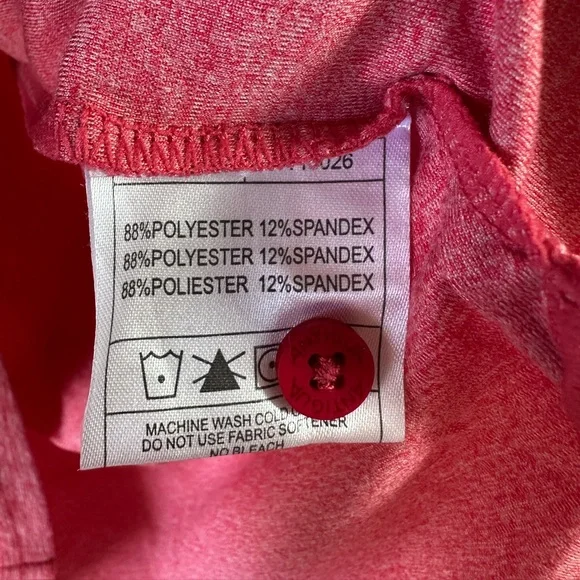 88%POLYESTER 12%SPANDEX
88%POLYESTER 12%SPANDEX
88%POLIESTER 12%SPANDEX
MACHINE WASH COLD
DO NOT USE FABRIC SOFTENER
NO BLEACH